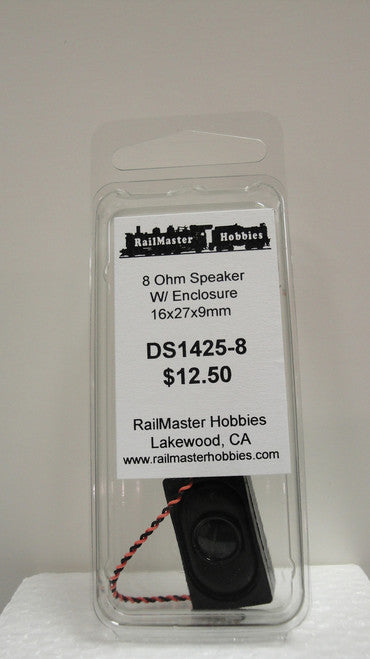 RailMaster Hobbies
8 Ohm Speaker
W/ Enclosure
16x27x9mm
DS1425-8
$12.50
RailMaster Hobbies
Lakewood, CA
www.railmasterhobbies.com